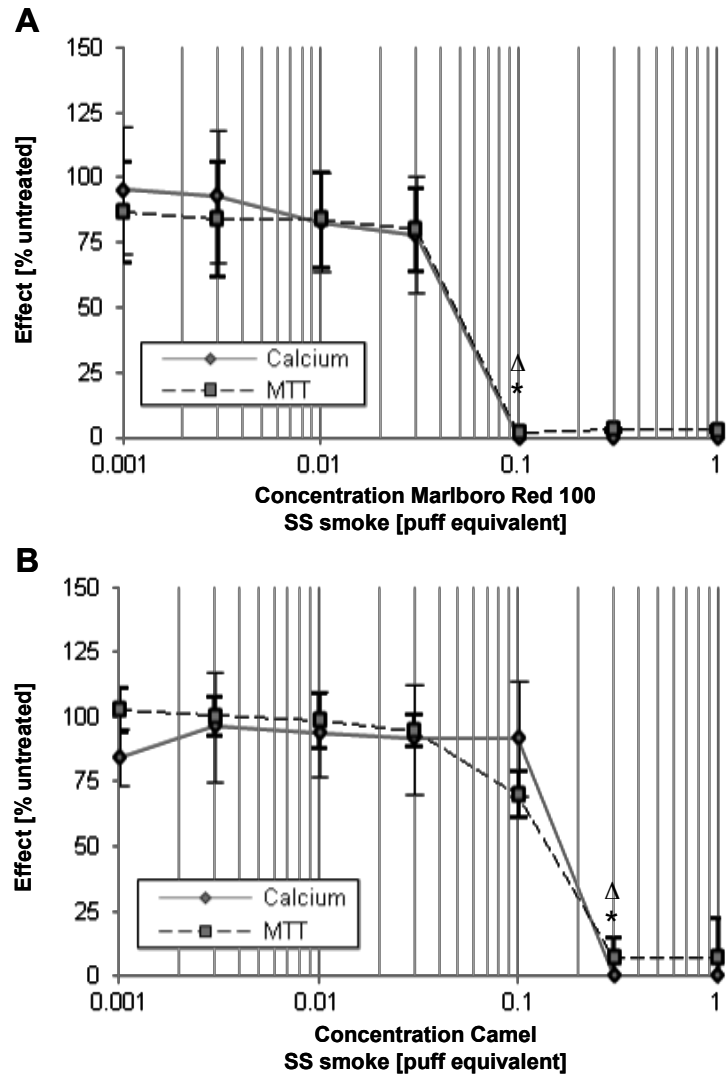 A
150
125
100
75
50
25
0
Effect [% untreated]
Calcium
MTT
Δ
*
0.001
0.01
0.1
1
Concentration Marlboro Red 100
SS smoke [puff equivalent]
B
150
125
100
75
50
25
0
Effect [% untreated]
Calcium
MTT
Δ
*
0.001
0.01
0.1
1
Concentration Camel
SS smoke [puff equivalent]